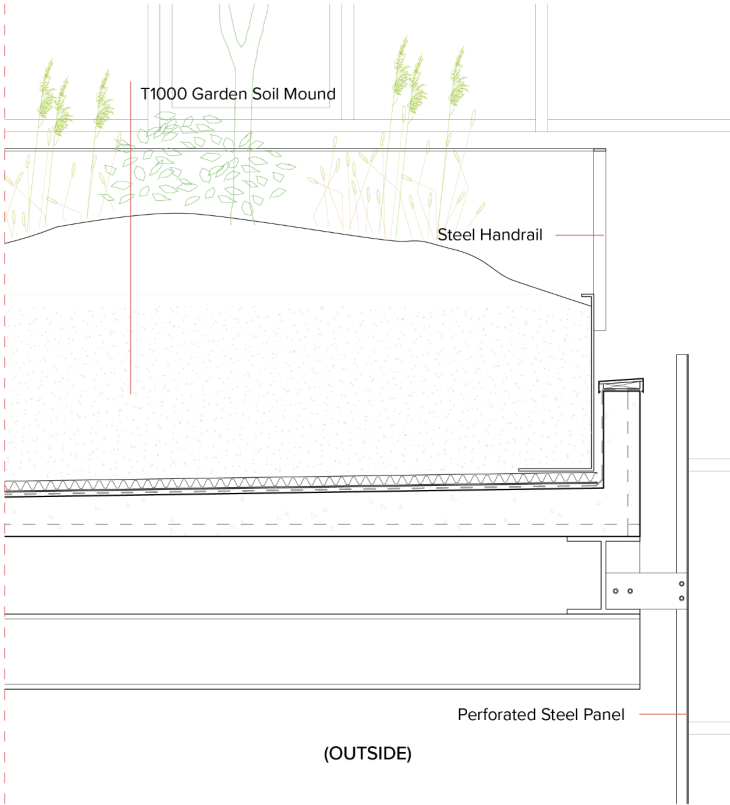 T1000 Garden Soil Mound
Steel Handrail
Perforated Steel Panel
(OUTSIDE)